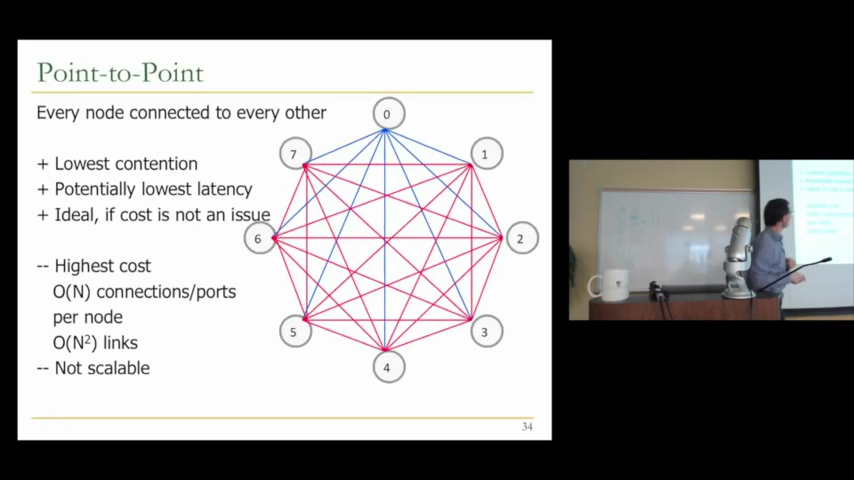 Point-to-Point
Every node connected to every other
+ Lowest contention
+ Potentially lowest latency
+ Ideal, if cost is not an issue
-- Highest cost
O(N) connections/ports
per node
O(N²) links
-- Not scalable
0
7
1
6
2
5
3
4
34